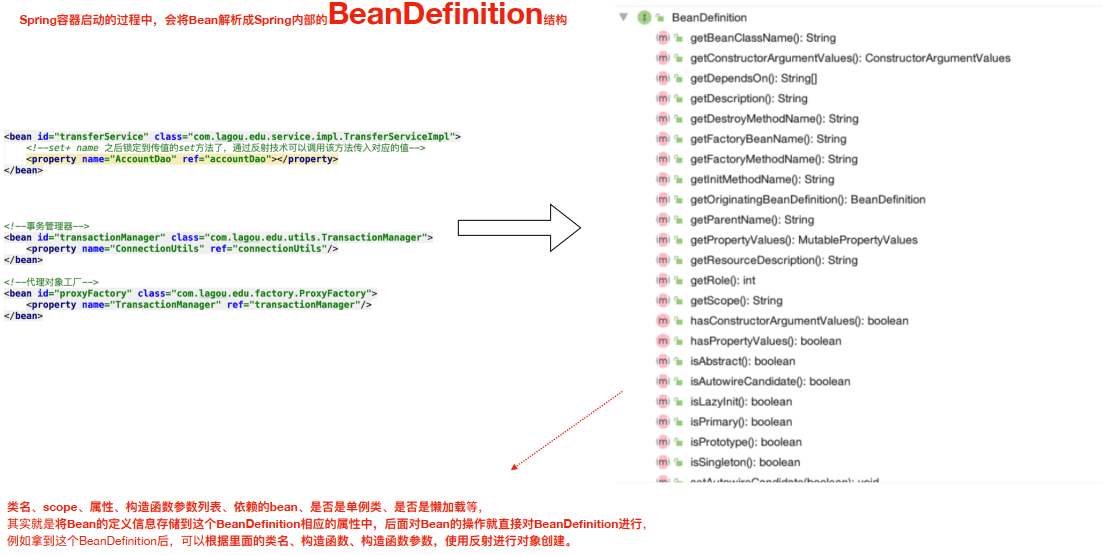 Spring容器启动的过程中，会将Bean解析成Spring内部的BeanDefinition结构
<bean id="transferService" class="com.lagou.edu.service.impl.TransferServiceImpl">
<!--set+ name 之后锁定到传值的set方法了，通过反射技术可以调用该方法传入对应的值-->
<property name="AccountDao" ref="accountDao"></property>
</bean>
<!--事务管理器-->
<bean id="transactionManager" class="com.lagou.edu.utils.TransactionManager">
<property name="ConnectionUtils" ref="connectionUtils"/>
</bean>
<!--代理对象工厂-->
<bean id="proxyFactory" class="com.lagou.edu.factory.ProxyFactory">
<property name="TransactionManager" ref="transactionManager"/>
</bean>
I BeanDefinition
m getBeanClassName(): String
m getConstructorArgumentValues(): ConstructorArgumentValues
m getDependsOn(): String[]
m getDescription(): String
m getDestroyMethodName(): String
m getFactoryBeanName(): String
m getFactoryMethodName(): String
m getInitMethodName(): String
m getOriginatingBeanDefinition(): BeanDefinition
m getParentName(): String
m getPropertyValues(): MutablePropertyValues
m getResourceDescription(): String
m getRole(): int
m getScope(): String
m hasConstructorArgumentValues(): boolean
m hasPropertyValues(): boolean
m isAbstract(): boolean
m isAutowireCandidate(): boolean
m isLazyInit(): boolean
m isPrimary(): boolean
m isPrototype(): boolean
m isSingleton(): boolean
m setAutowireCandidate(boolean): void
类名、scope、属性、构造函数参数列表、依赖的bean、是否是单例类、是否是懒加载等，
其实就是将Bean的定义信息存储到这个BeanDefinition相应的属性中，后面对Bean的操作就直接对BeanDefinition进行，
例如拿到这个BeanDefinition后，可以根据里面的类名、构造函数、构造函数参数，使用反射进行对象创建。